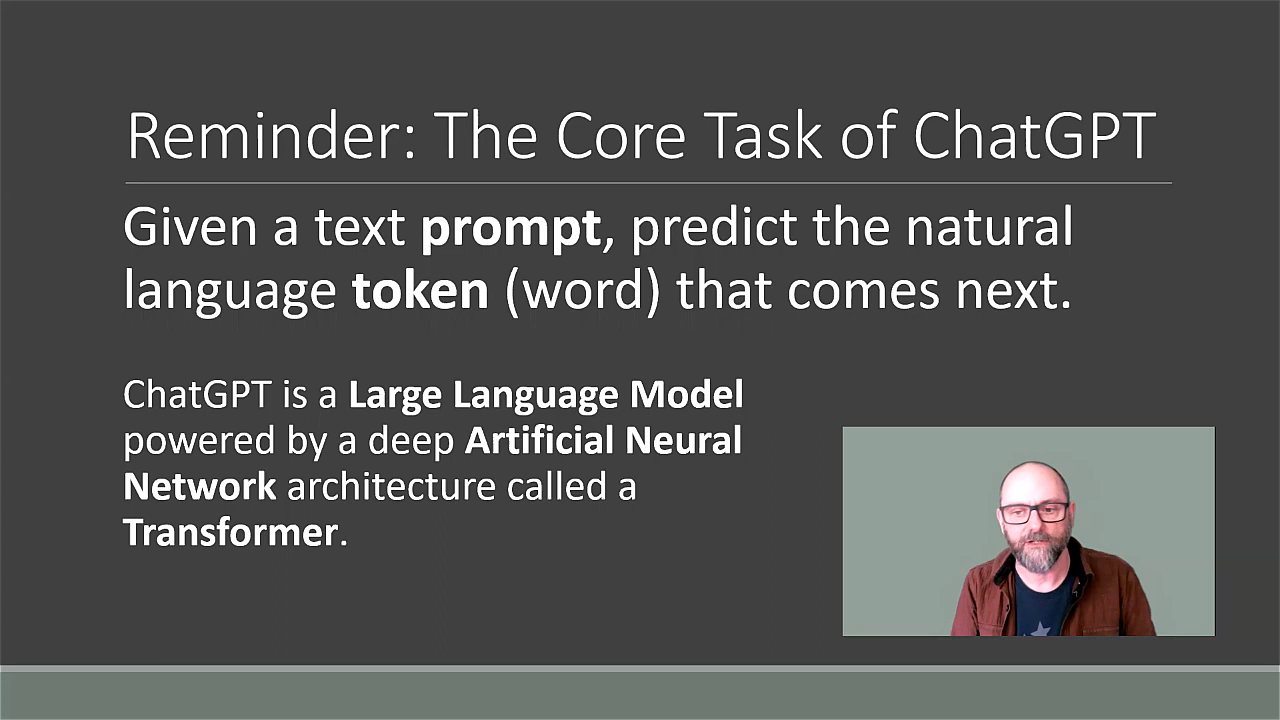 Reminder: The Core Task of ChatGPT
Given a text prompt, predict the natural
language token (word) that comes next.
ChatGPT is a Large Language Model
powered by a deep Artificial Neural
Network architecture called a
Transformer.